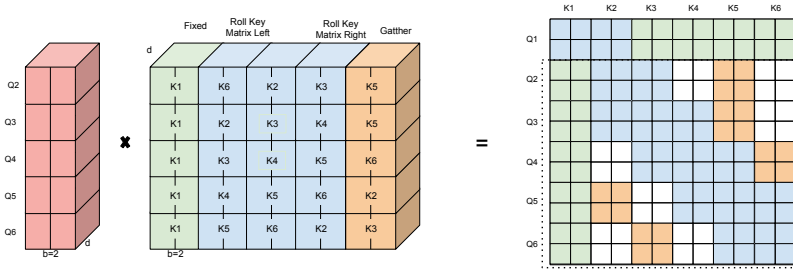 Fixed
Roll Key
Matrix Left
Roll Key
Matrix Right
Gatther
d
Q2
Q3
Q4
Q5
Q6
b=2
d
✖
K1 K6 K2 K3 K5
K1 K2 K3 K4 K5
K1 K3 K4 K5 K6
K1 K4 K5 K6 K2
K1 K5 K6 K2 K3
b=2
=
K1 K2 K3 K4 K5 K6
Q1
Q2
Q3
Q4
Q5
Q6